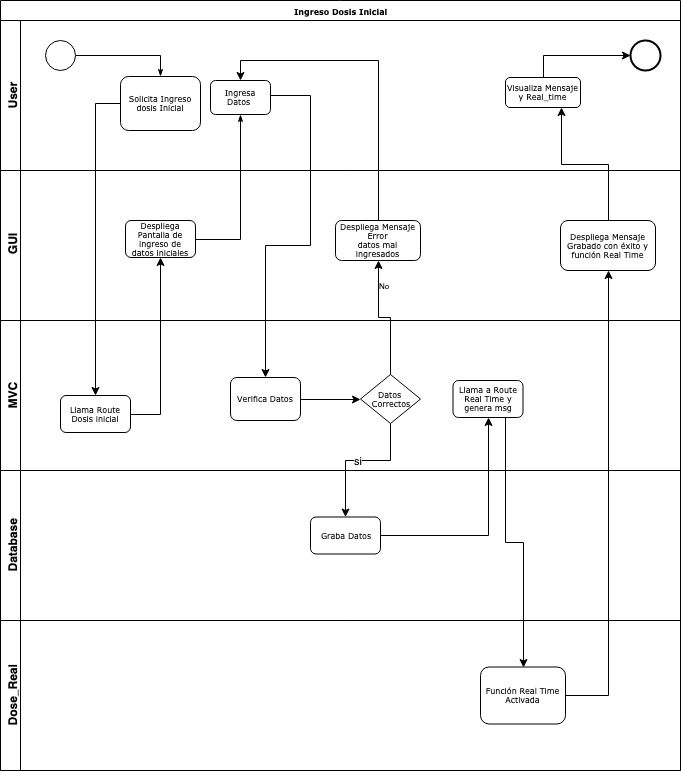 Ingreso Dosis Inicial
User
Solicita Ingreso
dosis Inicial
Ingresa
Datos
Visualiza Mensaje
y Real_time
GUI
Despliega
Pantalla de
ingreso de
datos iniciales
Despliega Mensaje
Error
datos mal
ingresados
Despliega Mensaje
Grabado con éxito y
función Real Time
No
MVC
Llama Route
Dosis inicial
Verifica Datos
Datos
Correctos
Llama a Route
Real Time y
genera msg
si
Database
Graba Datos
Dose_Real
Función Real Time
Activada